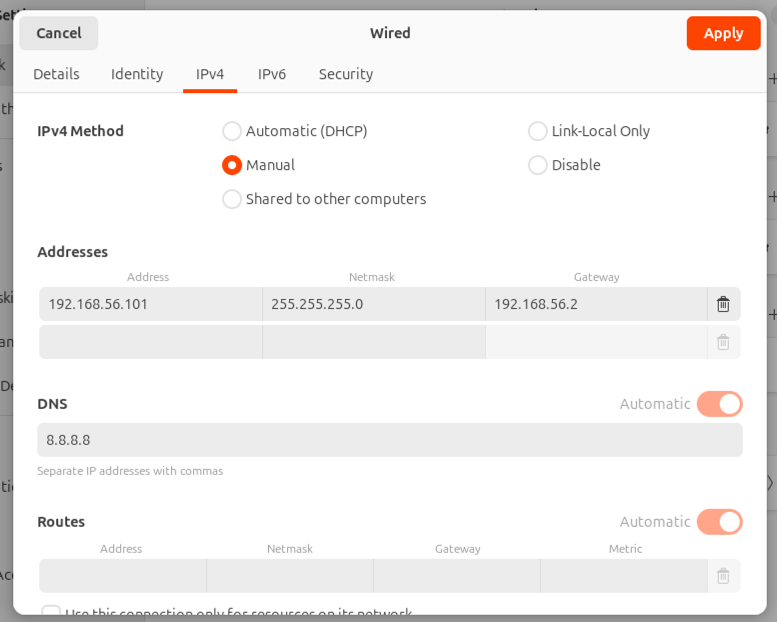 Cancel Wired Apply
Details Identity IPv4 IPv6 Security
IPv4 Method Automatic (DHCP) Link-Local Only
Manual Disable
Shared to other computers
Addresses
Address Netmask Gateway
192.168.56.101 255.255.255.0 192.168.56.2
DNS Automatic
8.8.8.8
Separate IP addresses with commas
Routes Automatic
Address Netmask Gateway Metric
Use this connection only for resources on its network